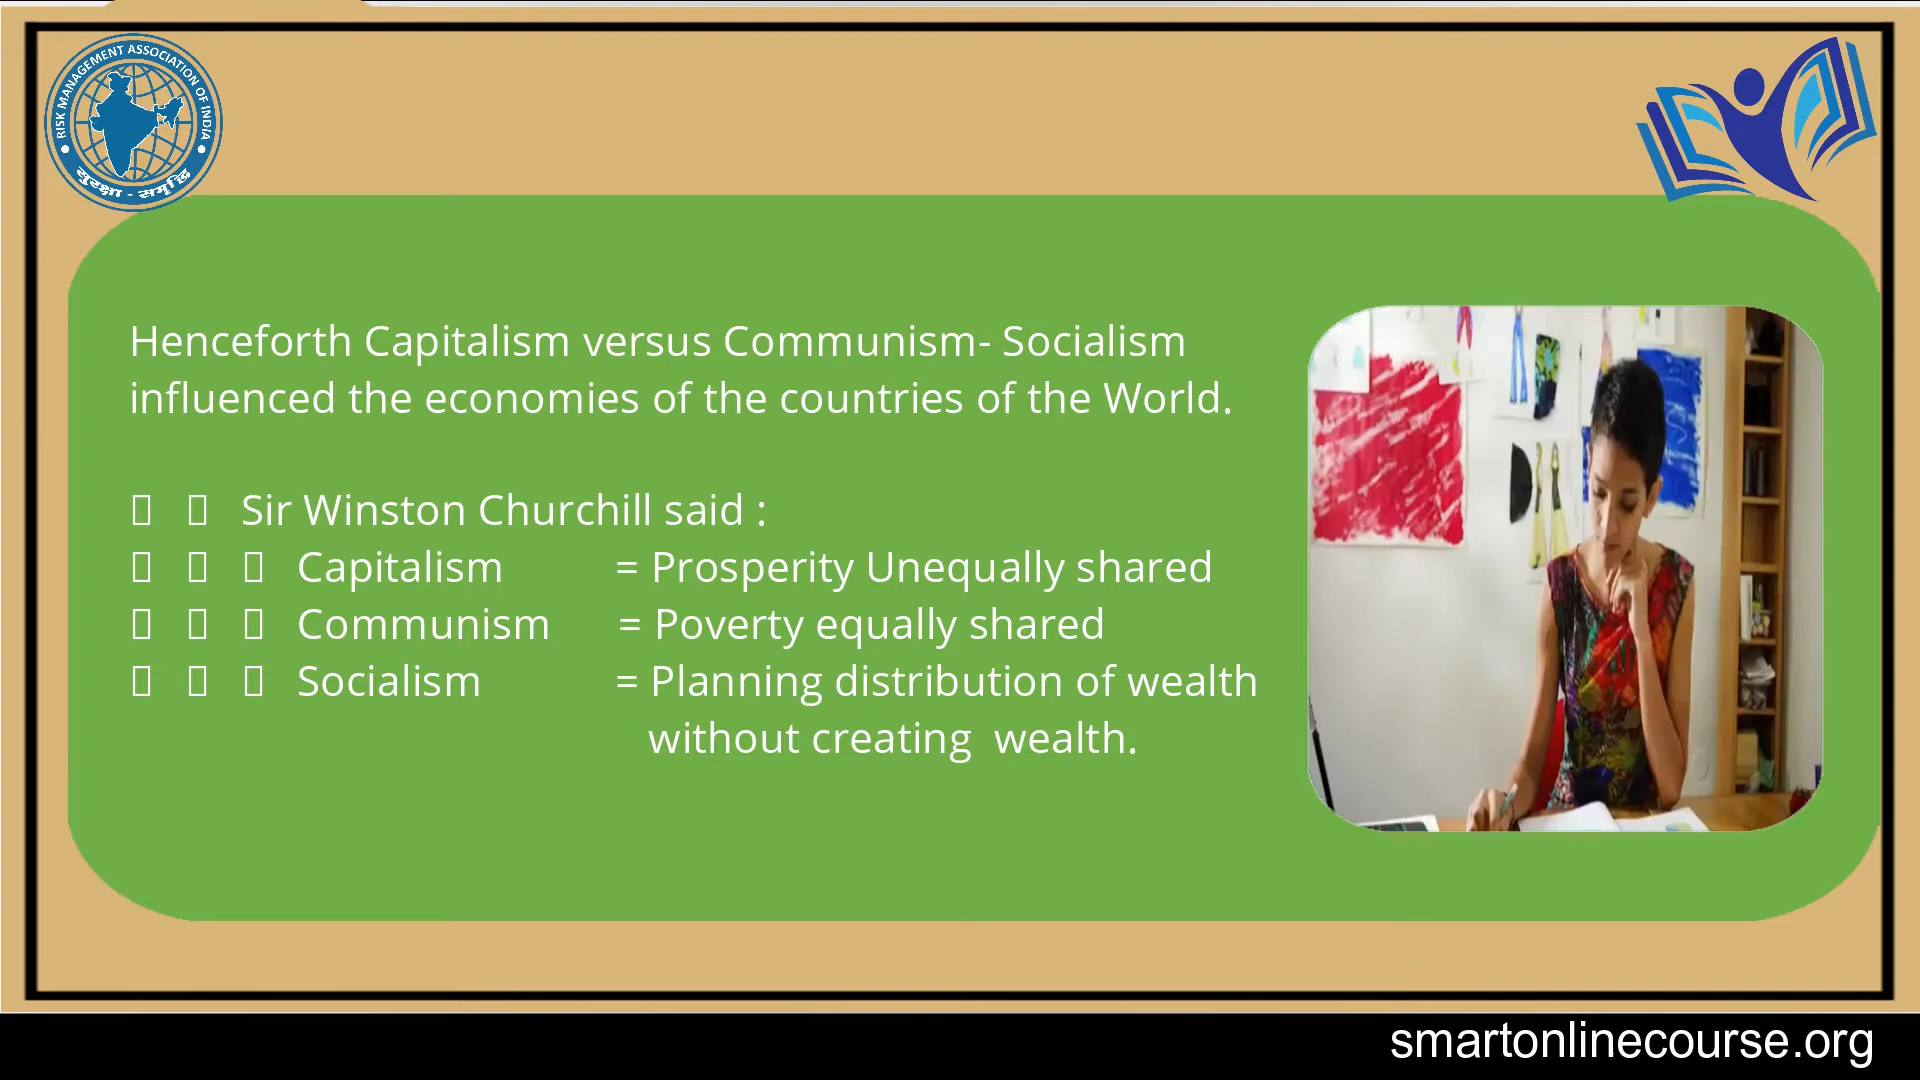 RISK MANAGEMENT ASSOCIATION OF INDIA
सुरक्षा - समृद्धि
Henceforth Capitalism versus Communism- Socialism
influenced the economies of the countries of the World.
Sir Winston Churchill said :
Capitalism = Prosperity Unequally shared
Communism = Poverty equally shared
Socialism = Planning distribution of wealth
without creating wealth.
smartonlinecourse.org